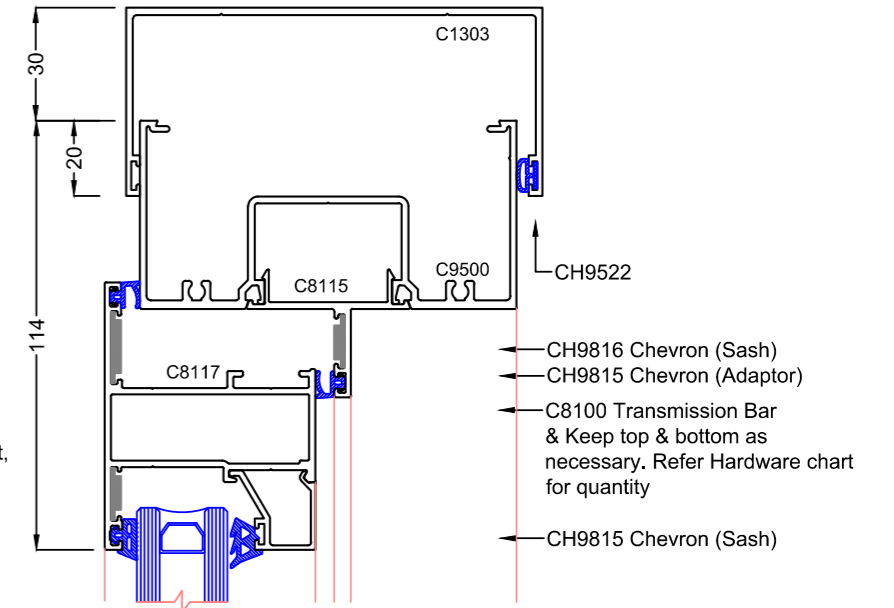 C1303
30
20
C9500
CH9522
C8115
114
CH9816 Chevron (Sash)
C8117
CH9815 Chevron (Adaptor)
C8100 Transmission Bar
& Keep top & bottom as
necessary. Refer Hardware chart
for quantity
t,
CH9815 Chevron (Sash)